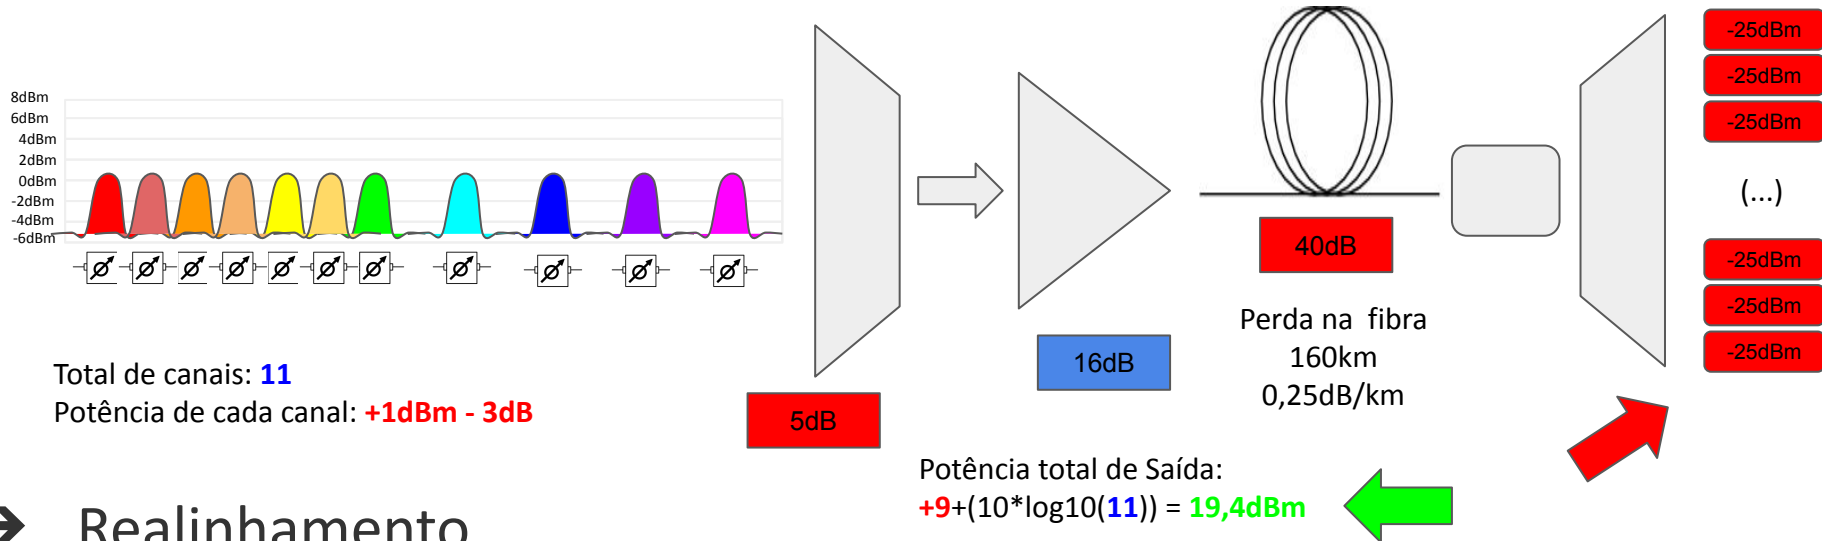 8dBm
6dBm
4dBm
2dBm
0dBm
-2dBm
-4dBm
-6dBm
Total de canais: 11
Potência de cada canal: +1dBm - 3dB
5dB
16dB
40dB
Perda na fibra
160km
0,25dB/km
Potência total de Saída:
+9+(10*log10(11)) = 19,4dBm
-25dBm
-25dBm
-25dBm
(...)
-25dBm
-25dBm
-25dBm
Realinhamento